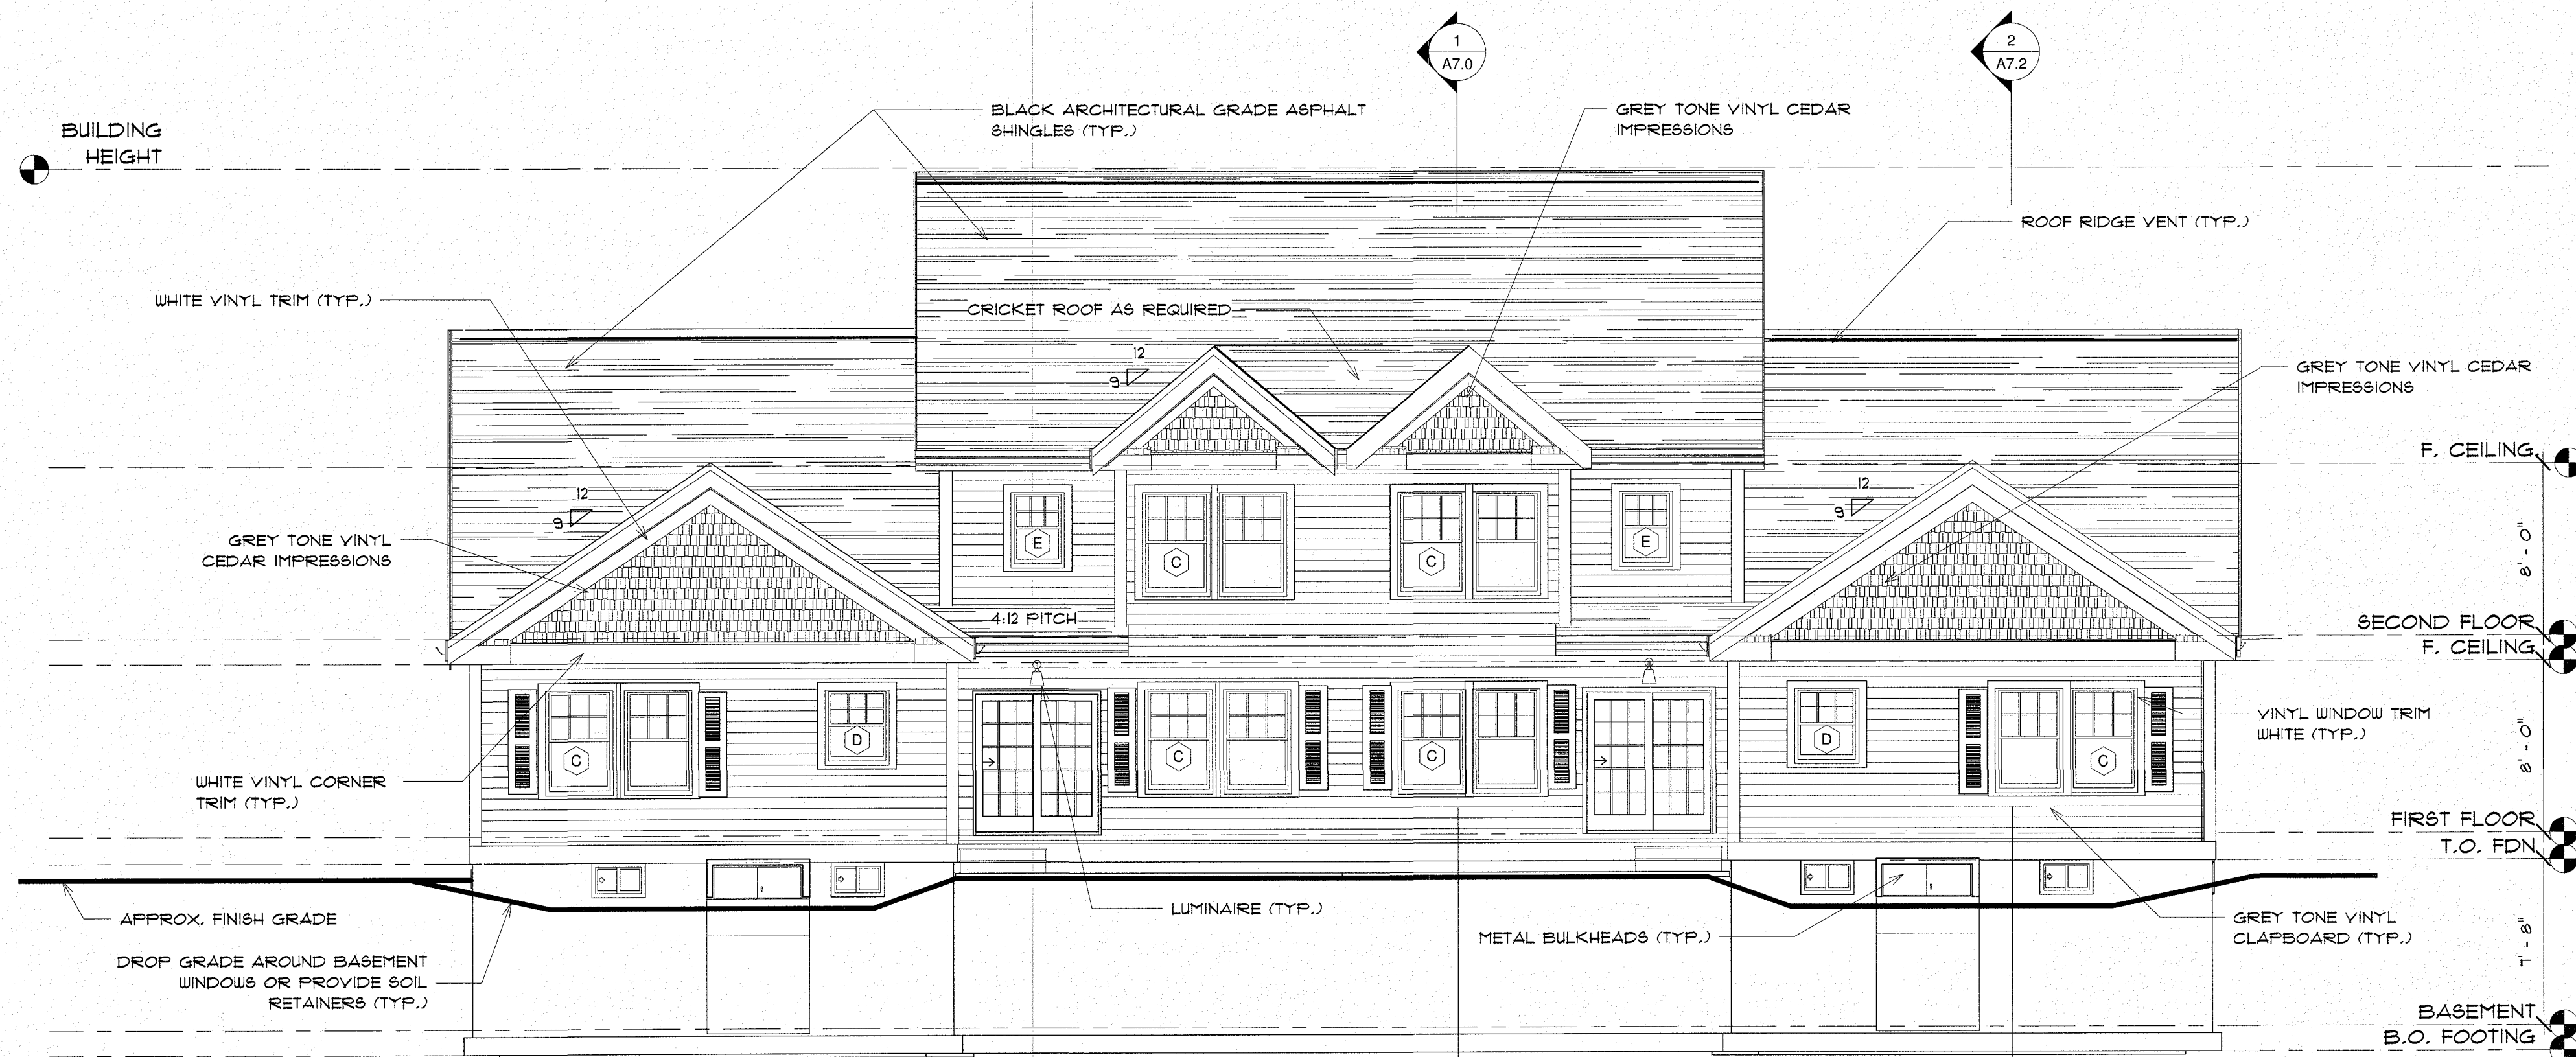 1
A7.0
2
A7.2
BLACK ARCHITECTURAL GRADE ASPHALT
SHINGLES (TYP.)
GREY TONE VINYL CEDAR
IMPRESSIONS
BUILDING
HEIGHT
ROOF RIDGE VENT (TYP.)
WHITE VINYL TRIM (TYP.)
CRICKET ROOF AS REQUIRED
12
9
GREY TONE VINYL CEDAR
IMPRESSIONS
F. CEILING
12
9
12
9
GREY TONE VINYL
CEDAR IMPRESSIONS
E
C
C
E
8' - 0"
4:12 PITCH
SECOND FLOOR
F. CEILING
C
D
C
C
D
C
VINYL WINDOW TRIM
WHITE (TYP.)
8' - 0"
WHITE VINYL CORNER
TRIM (TYP.)
FIRST FLOOR
T.O. FDN
APPROX. FINISH GRADE
LUMINAIRE (TYP.)
METAL BULKHEADS (TYP.)
GREY TONE VINYL
CLAPBOARD (TYP.)
7' - 8"
DROP GRADE AROUND BASEMENT
WINDOWS OR PROVIDE SOIL
RETAINERS (TYP.)
BASEMENT
B.O. FOOTING